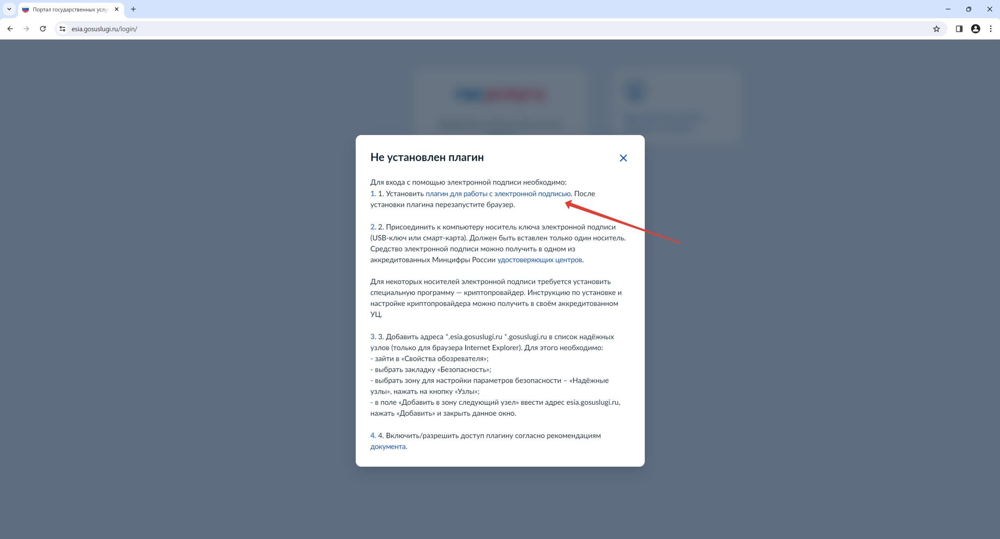 Портал государственных услу
esia.gosuslugi.ru/login/
Не установлен плагин
Для входа с помощью электронной подписи необходимо:
1. 1. Установить плагин для работы с электронной подписью. После
установки плагина перезапустите браузер.
2. 2. Присоединить к компьютеру носитель ключа электронной подписи
(USB-ключ или смарт-карта). Должен быть вставлен только один носитель.
Средство электронной подписи можно получить в одном из
аккредитованных Минцифры России удостоверяющих центров.
Для некоторых носителей электронной подписи требуется установить
специальную программу — криптопровайдер. Инструкцию по установке и
настройке криптопровайдера можно получить в своём аккредитованном
УЦ.
3. 3. Добавить адреса *.esia.gosuslugi.ru *.gosuslugi.ru в список надёжных
узлов (только для браузера Internet Explorer). Для этого необходимо:
- зайти в «Свойства обозревателя»;
- выбрать закладку «Безопасность»;
- выбрать зону для настройки параметров безопасности – «Надёжные
узлы», нажать на кнопку «Узлы»;
- в поле «Добавить в зону следующий узел» ввести адрес esia.gosuslugi.ru,
нажать «Добавить» и закрыть данное окно.
4. 4. Включить/разрешить доступ плагину согласно рекомендациям
документа.